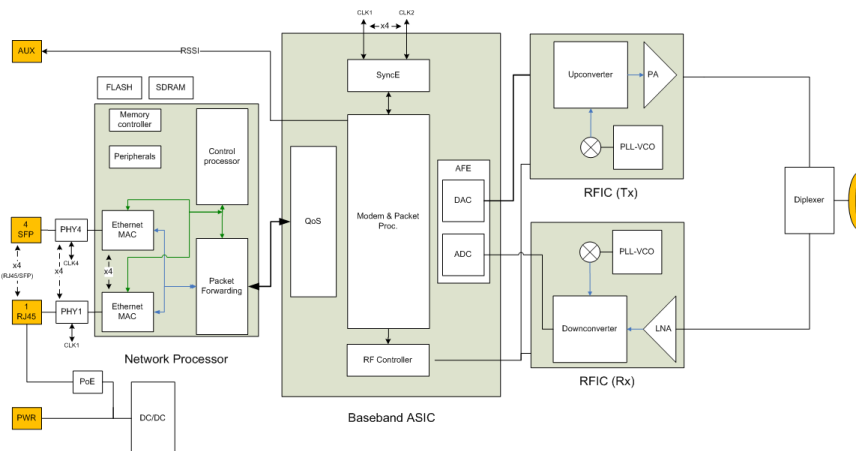 CLK1
x4
CLK2
AUX
RSSI
SyncE
FLASH
SDRAM
Memory
controller
Peripherals
Control
processor
Upconverter
PA
PLL-VCO
RFIC (Tx)
AFE
DAC
ADC
QoS
Modem & Packet
Proc.
Diplexer
4
SFP
PHY4
Ethernet
MAC
CLK4
x4
(RJ45/SFP)
x4
x4
Packet
Forwarding
1
RJ45
PHY1
Ethernet
MAC
CLK1
PLL-VCO
Downconverter
LNA
RF Controller
RFIC (Rx)
Network Processor
PoE
PWR
DC/DC
Baseband ASIC